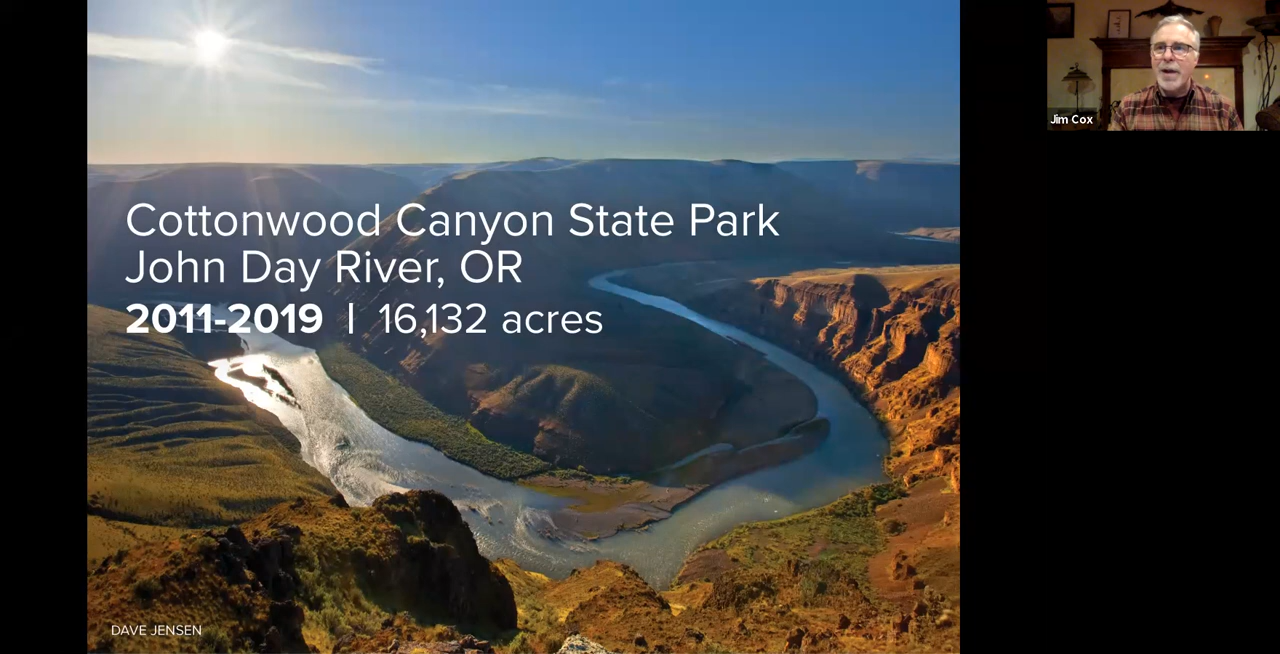 Cottonwood Canyon State Park
John Day River, OR
2011-2019 | 16,132 acres
DAVE JENSEN
Jim Cox